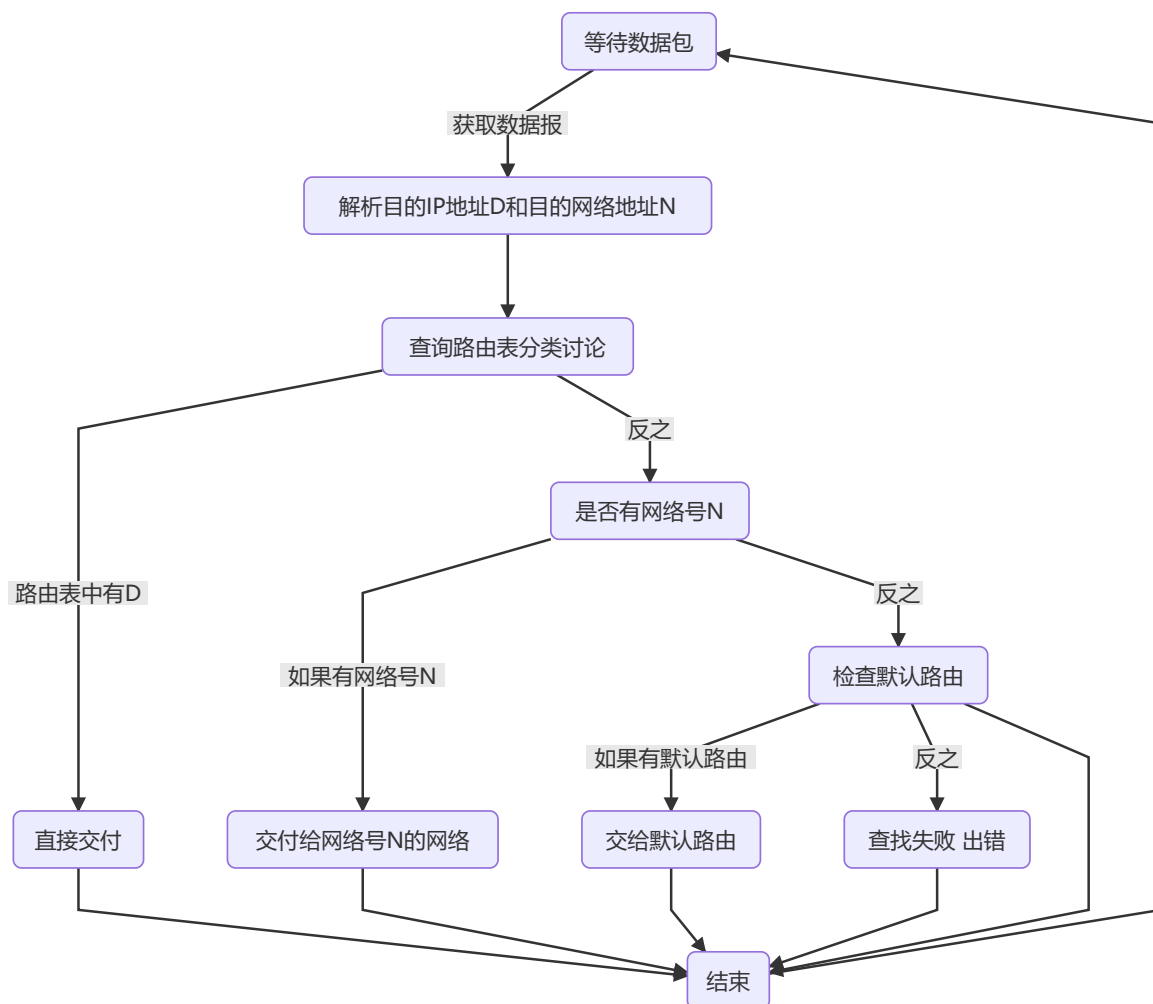 等待数据包
获取数据报
解析目的IP地址D和目的网络地址N
查询路由表分类讨论
反之
是否有网络号N
路由表中有D
反之
如果有网络号N
检查默认路由
如果有默认路由
反之
直接交付
交付给网络号N的网络
交给默认路由
查找失败 出错
结束